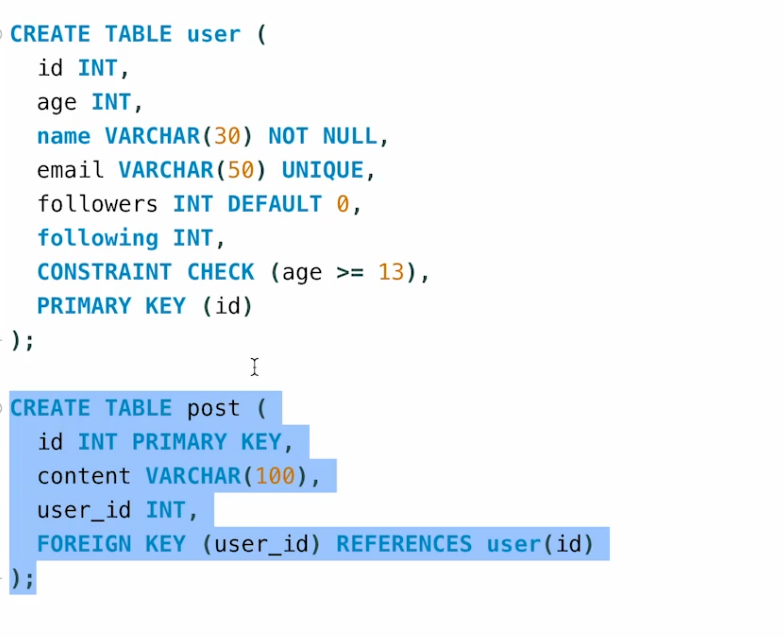 CREATE TABLE user (
id INT,
age INT,
name VARCHAR(30) NOT NULL,
email VARCHAR(50) UNIQUE,
followers INT DEFAULT 0,
following INT,
CONSTRAINT CHECK (age >= 13),
PRIMARY KEY (id)
);
CREATE TABLE post (
id INT PRIMARY KEY,
content VARCHAR(100),
user_id INT,
FOREIGN KEY (user_id) REFERENCES user(id)
);